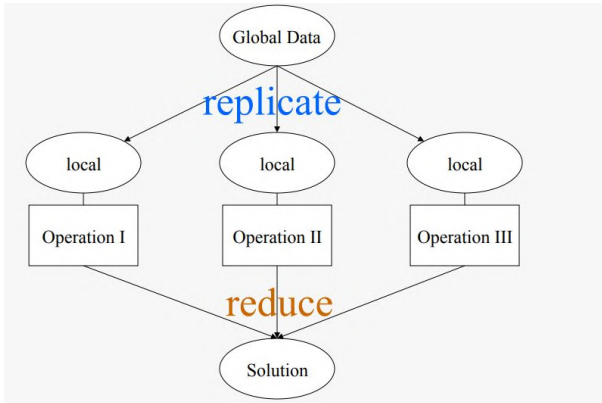 Global Data
replicate
local
local
local
Operation I
Operation II
Operation III
reduce
Solution